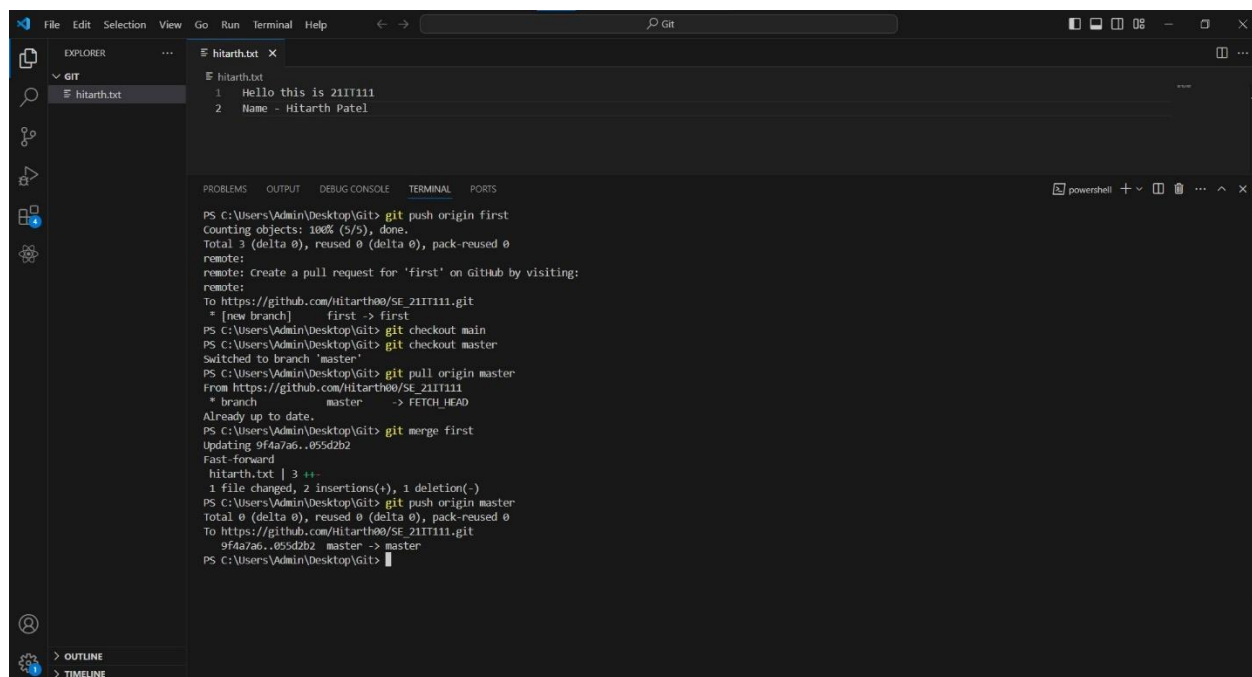 File Edit Selection View Go Run Terminal Help
Git
EXPLORER
hitarth.txt
GIT
hitarth.txt
hitarth.txt
1 Hello this is 21IT111
2 Name - Hitarth Patel
PROBLEMS OUTPUT DEBUG CONSOLE TERMINAL PORTS
powershell
PS C:\Users\Admin\Desktop\Git> git push origin first
Counting objects: 100% (5/5), done.
Total 3 (delta 0), reused 0 (delta 0), pack-reused 0
remote:
remote: Create a pull request for 'first' on GitHub by visiting:
remote:
To https://github.com/Hitarth00/SE_21IT111.git
* [new branch] first -> first
PS C:\Users\Admin\Desktop\Git> git checkout main
PS C:\Users\Admin\Desktop\Git> git checkout master
Switched to branch 'master'
PS C:\Users\Admin\Desktop\Git> git pull origin master
From https://github.com/Hitarth00/SE_21IT111
* branch master -> FETCH_HEAD
Already up to date.
PS C:\Users\Admin\Desktop\Git> git merge first
Updating 9f4a7a6..055d2b2
Fast-forward
hitarth.txt | 3 ++-
1 file changed, 2 insertions(+), 1 deletion(-)
PS C:\Users\Admin\Desktop\Git> git push origin master
Total 0 (delta 0), reused 0 (delta 0), pack-reused 0
To https://github.com/Hitarth00/SE_21IT111.git
9f4a7a6..055d2b2 master -> master
PS C:\Users\Admin\Desktop\Git>
4
1
OUTLINE
TIMELINE